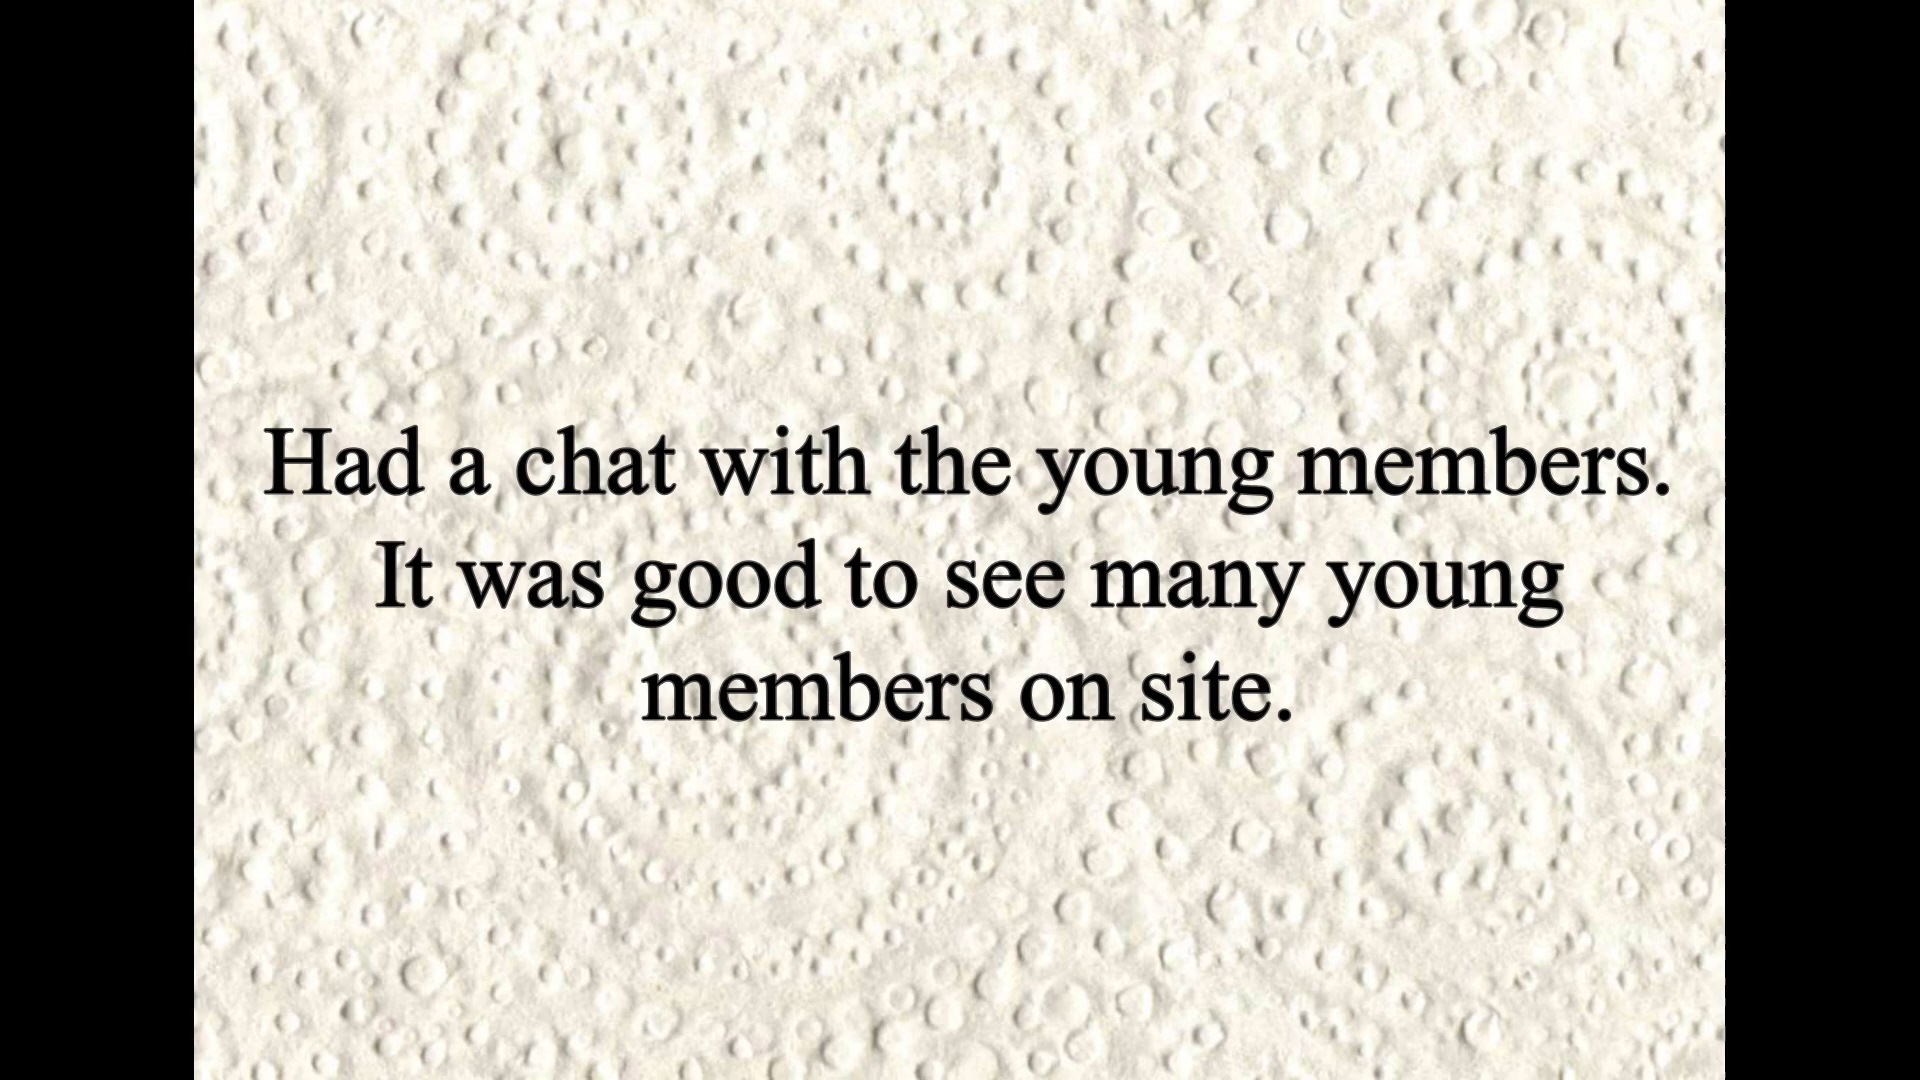 Had a chat with the young members.
It was good to see many young
members on site.